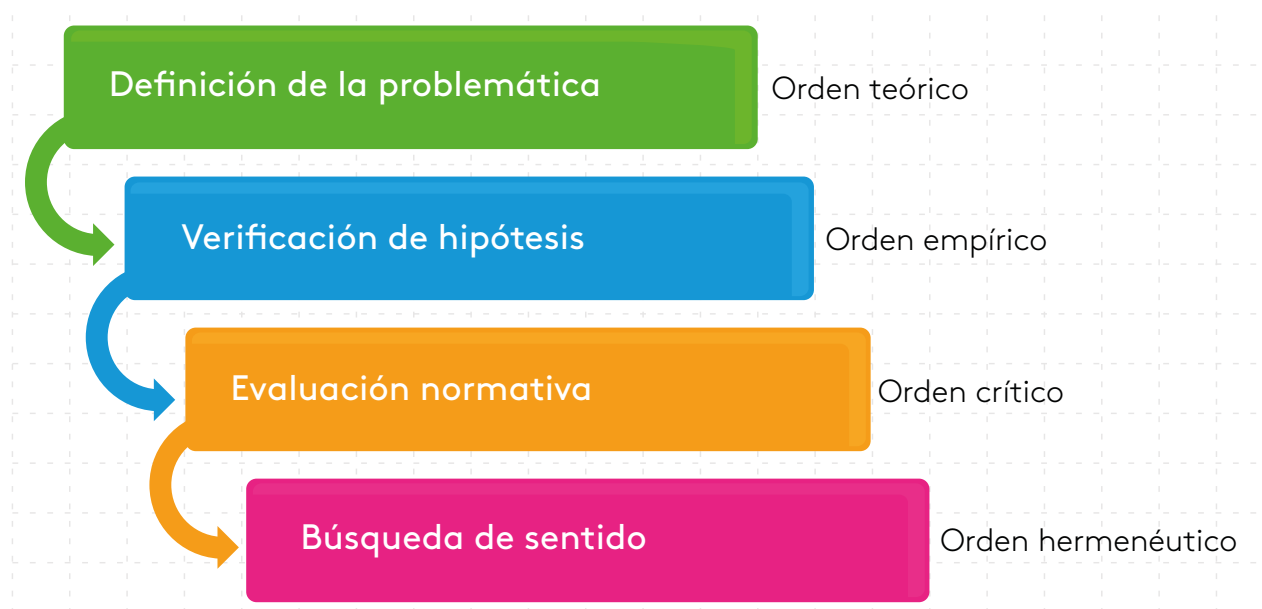 Definición de la problemática
Orden teórico
Verificación de hipótesis
Orden empírico
Evaluación normativa
Orden crítico
Búsqueda de sentido
Orden hermenéutico